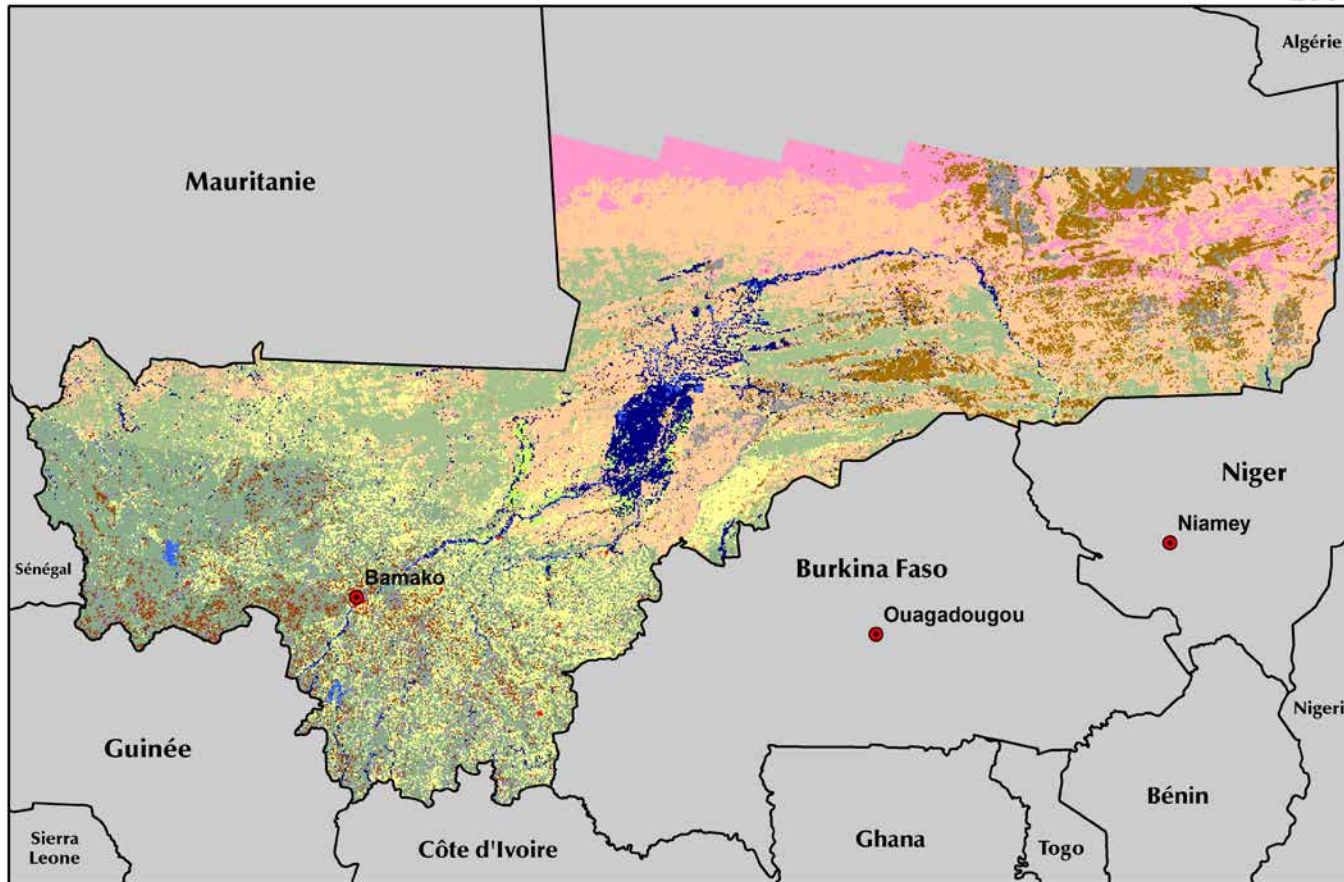 Algérie
Mauritanie
Niger
Niamey
Sénégal
Bamako
Burkina Faso
Ouagadougou
Nigeri
Guinée
Bénin
Sierra
Leone
Côte d'Ivoire
Ghana
Togo